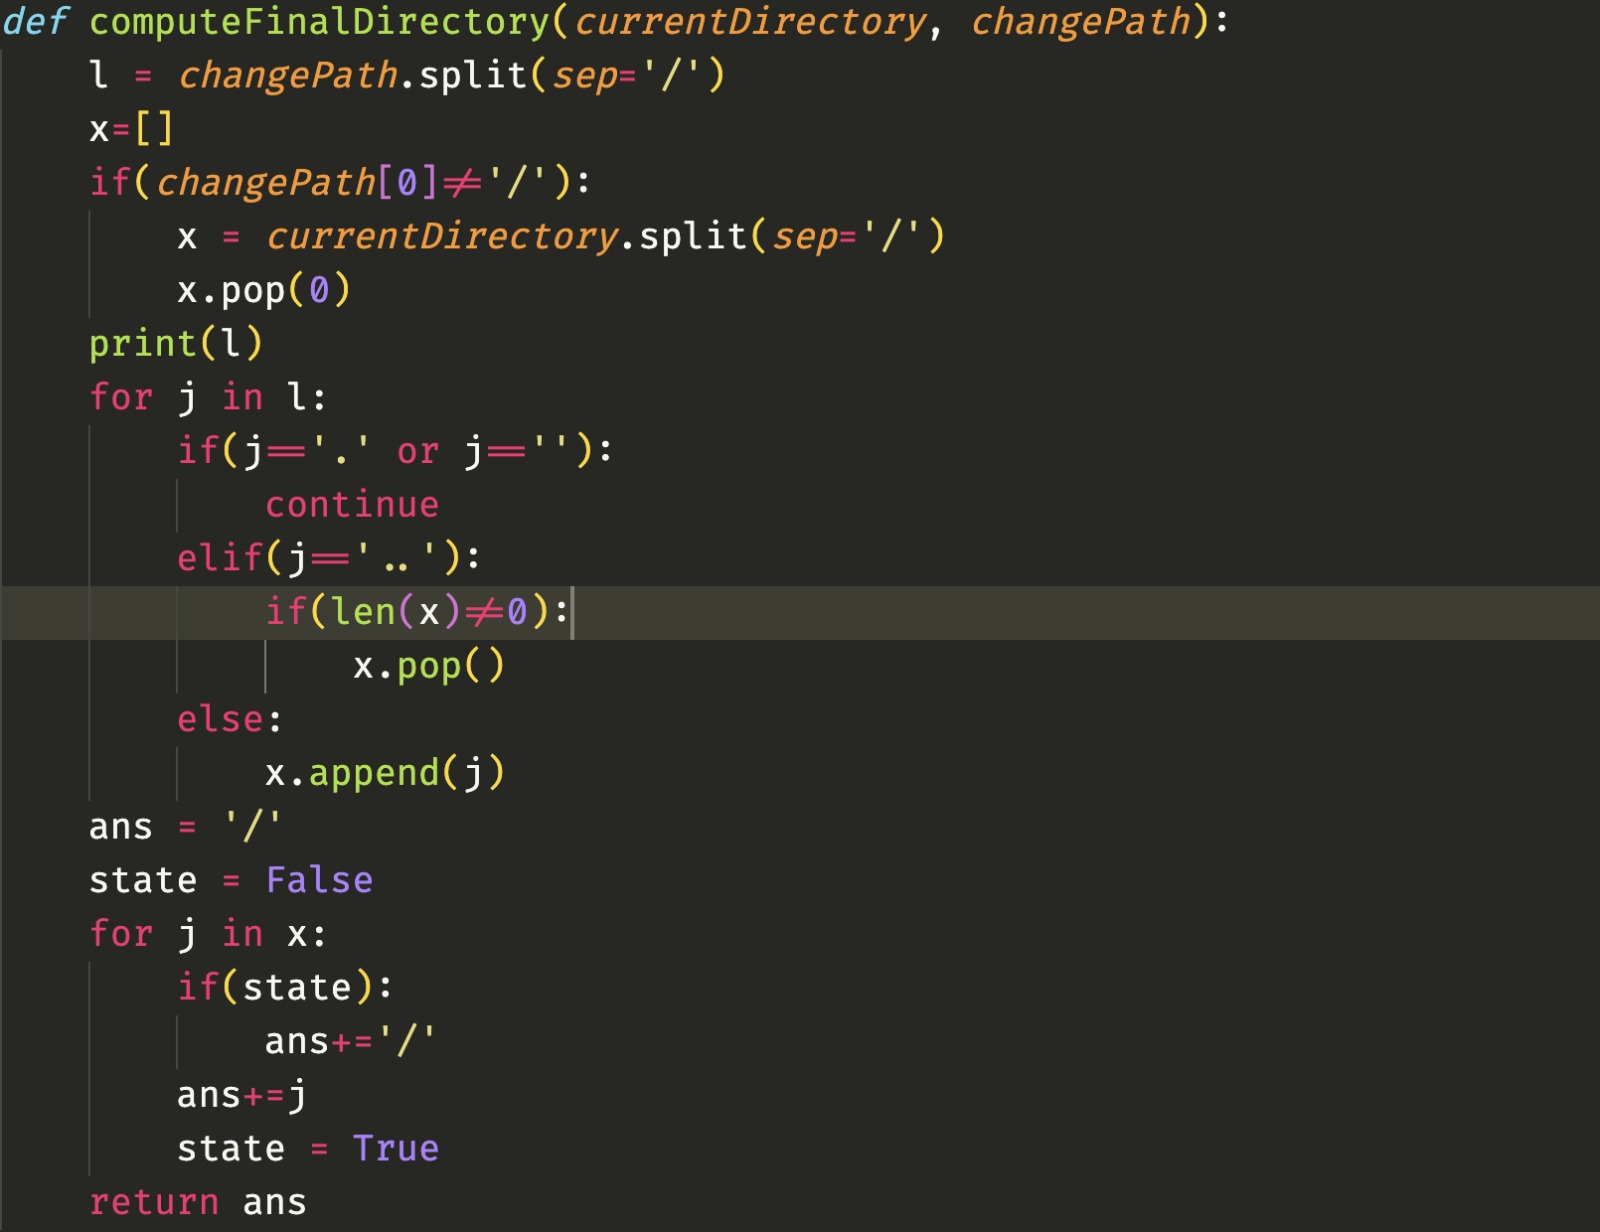 def computeFinalDirectory(currentDirectory, changePath):
    l = changePath.split(sep='/')
    x=[]
    if(changePath[0]!='/'):
        x = currentDirectory.split(sep='/')
        x.pop(0)
    print(l)
    for j in l:
        if(j=='.' or j==''):
            continue
        elif(j=='..'):
            if(len(x)!=0):
                x.pop()
        else:
            x.append(j)
    ans = '/'
    state = False
    for j in x:
        if(state):
            ans+='/'
        ans+=j
        state = True
    return ans